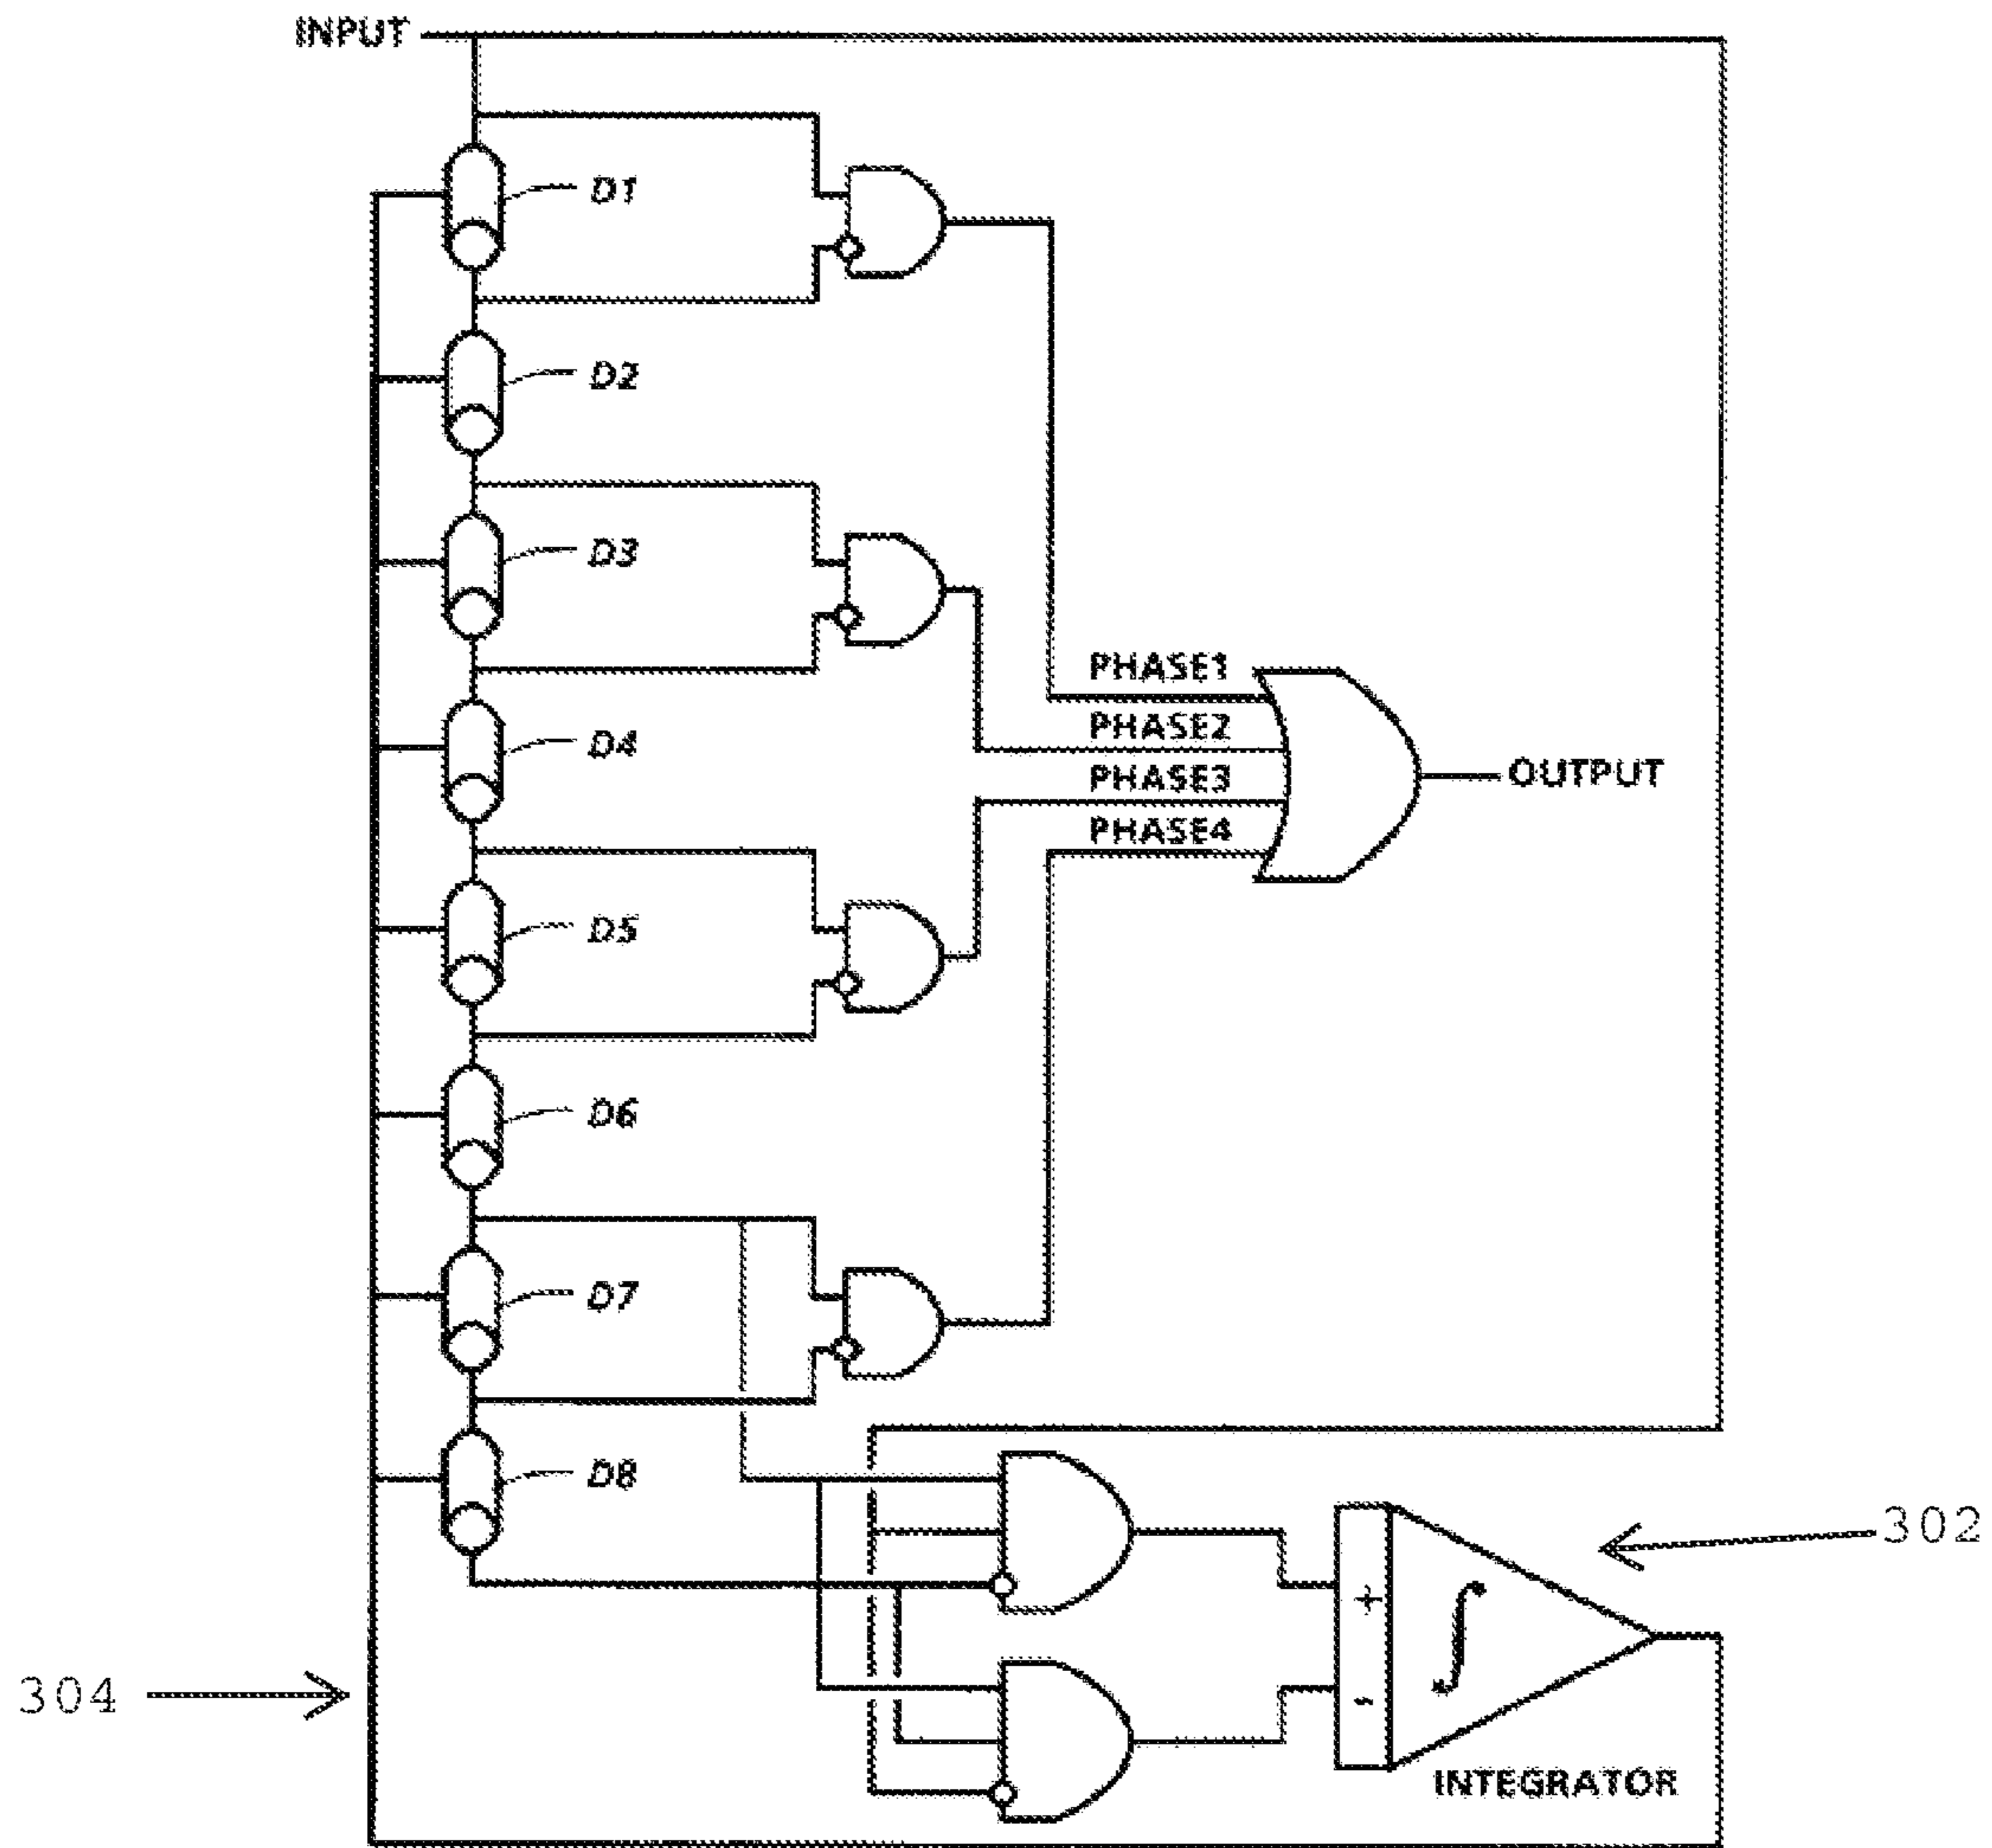 INPUT
D1
D2
D3
D4
D5
D6
D7
D8
PHASE1
PHASE2
PHASE3
PHASE4
OUTPUT
302
+
∫
-
304
INTEGRATOR